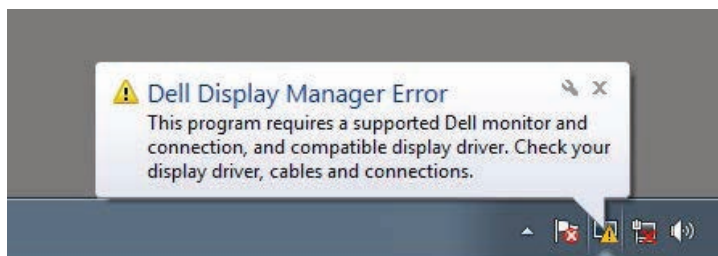 Dell Display Manager Error
This program requires a supported Dell monitor and
connection, and compatible display driver. Check your
display driver, cables and connections.